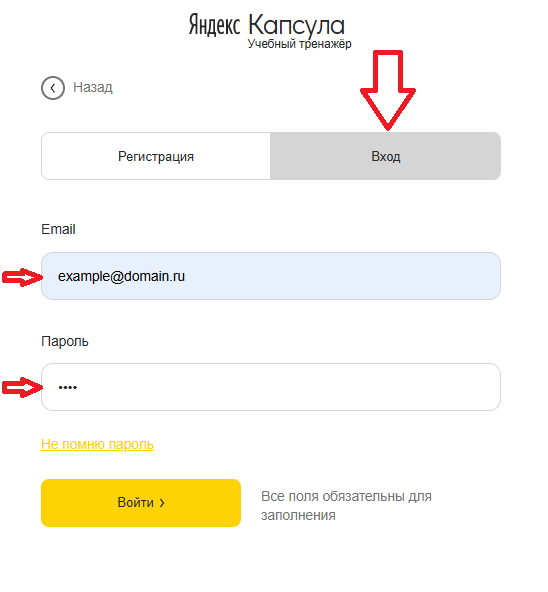 Яндекс Капсула
Учебный тренажёр
Назад
Регистрация Вход
Email
example@domain.ru
Пароль
••••
Не помню пароль
Войти ›
Все поля обязательны для
заполнения